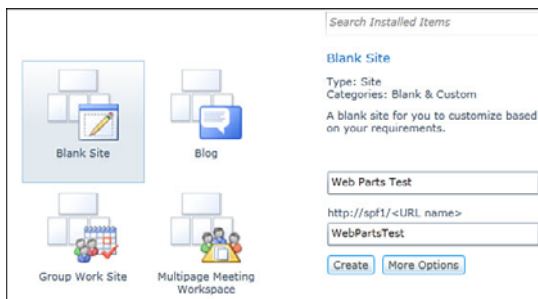 Search Installed Items
Blank Site
Type: Site
Categories: Blank & Custom
A blank site for you to customize based
on your requirements.
Blank Site
Blog
Web Parts Test
http://spf1/<URL name>
WebPartsTest
Create
More Options
Group Work Site
Multipage Meeting
Workspace